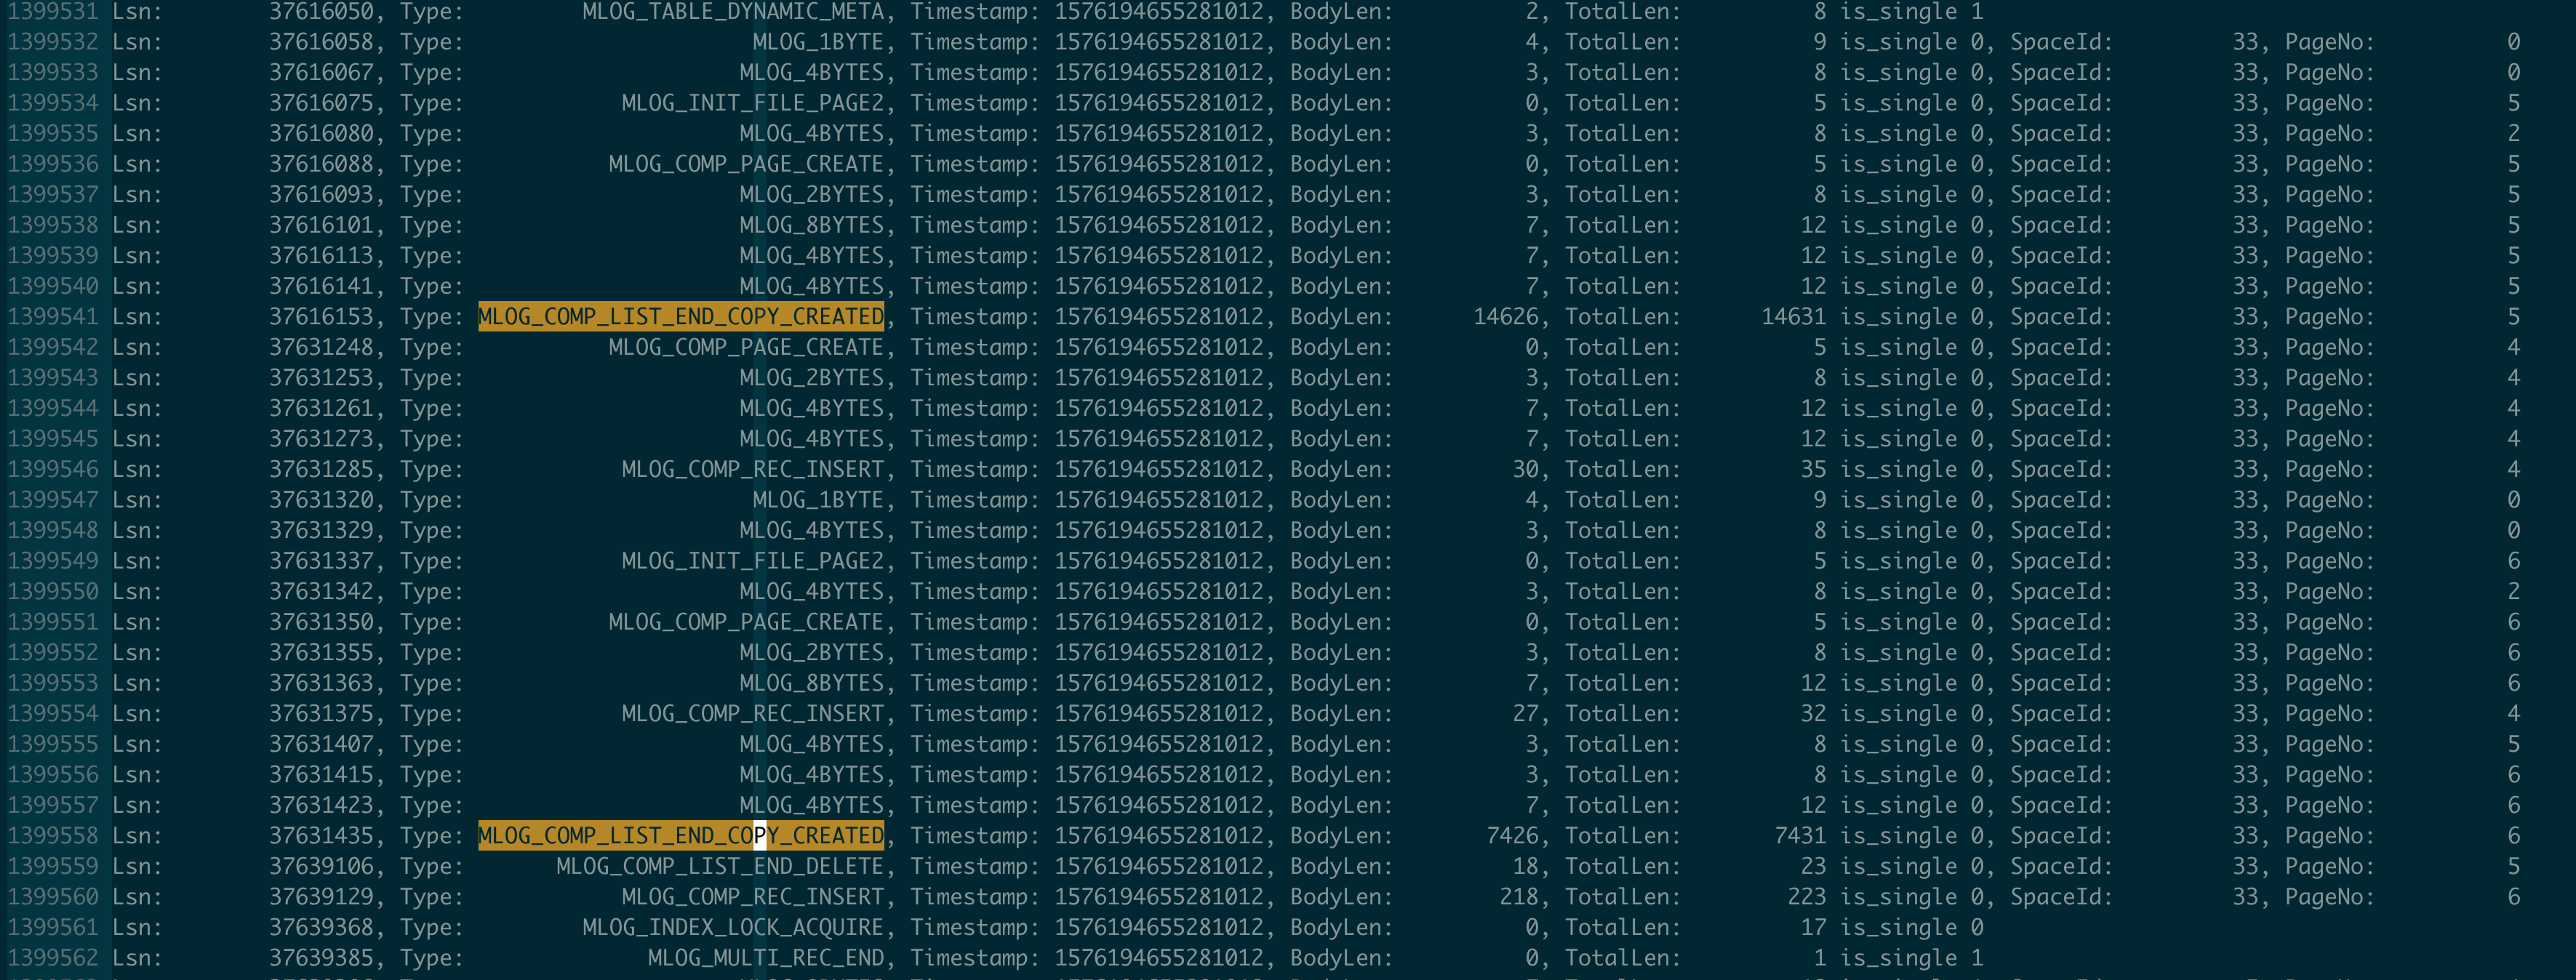 1399531 Lsn: 37616050, Type: MLOG_TABLE_DYNAMIC_META, Timestamp: 1576194655281012, BodyLen: 2, TotalLen: 8 is_single 1
1399532 Lsn: 37616058, Type: MLOG_1BYTE, Timestamp: 1576194655281012, BodyLen: 4, TotalLen: 9 is_single 0, SpaceId: 33, PageNo: 0
1399533 Lsn: 37616067, Type: MLOG_4BYTES, Timestamp: 1576194655281012, BodyLen: 3, TotalLen: 8 is_single 0, SpaceId: 33, PageNo: 0
1399534 Lsn: 37616075, Type: MLOG_INIT_FILE_PAGE2, Timestamp: 1576194655281012, BodyLen: 0, TotalLen: 5 is_single 0, SpaceId: 33, PageNo: 5
1399535 Lsn: 37616080, Type: MLOG_4BYTES, Timestamp: 1576194655281012, BodyLen: 3, TotalLen: 8 is_single 0, SpaceId: 33, PageNo: 2
1399536 Lsn: 37616088, Type: MLOG_COMP_PAGE_CREATE, Timestamp: 1576194655281012, BodyLen: 0, TotalLen: 5 is_single 0, SpaceId: 33, PageNo: 5
1399537 Lsn: 37616093, Type: MLOG_2BYTES, Timestamp: 1576194655281012, BodyLen: 3, TotalLen: 8 is_single 0, SpaceId: 33, PageNo: 5
1399538 Lsn: 37616101, Type: MLOG_8BYTES, Timestamp: 1576194655281012, BodyLen: 7, TotalLen: 12 is_single 0, SpaceId: 33, PageNo: 5
1399539 Lsn: 37616113, Type: MLOG_4BYTES, Timestamp: 1576194655281012, BodyLen: 7, TotalLen: 12 is_single 0, SpaceId: 33, PageNo: 5
1399540 Lsn: 37616141, Type: MLOG_4BYTES, Timestamp: 1576194655281012, BodyLen: 7, TotalLen: 12 is_single 0, SpaceId: 33, PageNo: 5
1399541 Lsn: 37616153, Type: MLOG_COMP_LIST_END_COPY_CREATED, Timestamp: 1576194655281012, BodyLen: 14626, TotalLen: 14631 is_single 0, SpaceId: 33, PageNo: 5
1399542 Lsn: 37631248, Type: MLOG_COMP_PAGE_CREATE, Timestamp: 1576194655281012, BodyLen: 0, TotalLen: 5 is_single 0, SpaceId: 33, PageNo: 4
1399543 Lsn: 37631253, Type: MLOG_2BYTES, Timestamp: 1576194655281012, BodyLen: 3, TotalLen: 8 is_single 0, SpaceId: 33, PageNo: 4
1399544 Lsn: 37631261, Type: MLOG_4BYTES, Timestamp: 1576194655281012, BodyLen: 7, TotalLen: 12 is_single 0, SpaceId: 33, PageNo: 4
1399545 Lsn: 37631273, Type: MLOG_4BYTES, Timestamp: 1576194655281012, BodyLen: 7, TotalLen: 12 is_single 0, SpaceId: 33, PageNo: 4
1399546 Lsn: 37631285, Type: MLOG_COMP_REC_INSERT, Timestamp: 1576194655281012, BodyLen: 30, TotalLen: 35 is_single 0, SpaceId: 33, PageNo: 4
1399547 Lsn: 37631320, Type: MLOG_1BYTE, Timestamp: 1576194655281012, BodyLen: 4, TotalLen: 9 is_single 0, SpaceId: 33, PageNo: 0
1399548 Lsn: 37631329, Type: MLOG_4BYTES, Timestamp: 1576194655281012, BodyLen: 3, TotalLen: 8 is_single 0, SpaceId: 33, PageNo: 0
1399549 Lsn: 37631337, Type: MLOG_INIT_FILE_PAGE2, Timestamp: 1576194655281012, BodyLen: 0, TotalLen: 5 is_single 0, SpaceId: 33, PageNo: 6
1399550 Lsn: 37631342, Type: MLOG_4BYTES, Timestamp: 1576194655281012, BodyLen: 3, TotalLen: 8 is_single 0, SpaceId: 33, PageNo: 2
1399551 Lsn: 37631350, Type: MLOG_COMP_PAGE_CREATE, Timestamp: 1576194655281012, BodyLen: 0, TotalLen: 5 is_single 0, SpaceId: 33, PageNo: 6
1399552 Lsn: 37631355, Type: MLOG_2BYTES, Timestamp: 1576194655281012, BodyLen: 3, TotalLen: 8 is_single 0, SpaceId: 33, PageNo: 6
1399553 Lsn: 37631363, Type: MLOG_8BYTES, Timestamp: 1576194655281012, BodyLen: 7, TotalLen: 12 is_single 0, SpaceId: 33, PageNo: 6
1399554 Lsn: 37631375, Type: MLOG_COMP_REC_INSERT, Timestamp: 1576194655281012, BodyLen: 27, TotalLen: 32 is_single 0, SpaceId: 33, PageNo: 4
1399555 Lsn: 37631407, Type: MLOG_4BYTES, Timestamp: 1576194655281012, BodyLen: 3, TotalLen: 8 is_single 0, SpaceId: 33, PageNo: 5
1399556 Lsn: 37631415, Type: MLOG_4BYTES, Timestamp: 1576194655281012, BodyLen: 3, TotalLen: 8 is_single 0, SpaceId: 33, PageNo: 6
1399557 Lsn: 37631423, Type: MLOG_4BYTES, Timestamp: 1576194655281012, BodyLen: 7, TotalLen: 12 is_single 0, SpaceId: 33, PageNo: 6
1399558 Lsn: 37631435, Type: MLOG_COMP_LIST_END_COPY_CREATED, Timestamp: 1576194655281012, BodyLen: 7426, TotalLen: 7431 is_single 0, SpaceId: 33, PageNo: 6
1399559 Lsn: 37639106, Type: MLOG_COMP_LIST_END_DELETE, Timestamp: 1576194655281012, BodyLen: 18, TotalLen: 23 is_single 0, SpaceId: 33, PageNo: 5
1399560 Lsn: 37639129, Type: MLOG_COMP_REC_INSERT, Timestamp: 1576194655281012, BodyLen: 218, TotalLen: 223 is_single 0, SpaceId: 33, PageNo: 6
1399561 Lsn: 37639368, Type: MLOG_INDEX_LOCK_ACQUIRE, Timestamp: 1576194655281012, BodyLen: 0, TotalLen: 17 is_single 0
1399562 Lsn: 37639385, Type: MLOG_MULTI_REC_END, Timestamp: 1576194655281012, BodyLen: 0, TotalLen: 1 is_single 1